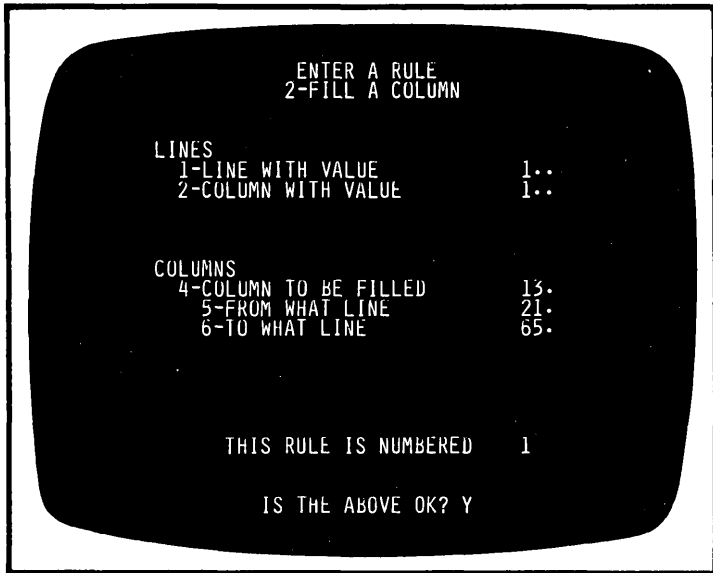 ENTER A RULE
2-FILL A COLUMN
LINES
1-LINE WITH VALUE 1..
2-COLUMN WITH VALUE 1..
COLUMNS
4-COLUMN TO BE FILLED 13.
5-FROM WHAT LINE 21.
6-TO WHAT LINE 65.
THIS RULE IS NUMBERED 1
IS THE ABOVE OK? Y